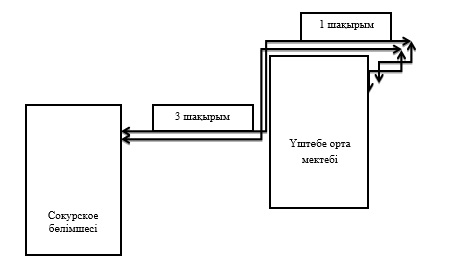 1 шақырым
3 шақырым
Үштөбе орта
мектебі
Сокурское
бөлімшесі